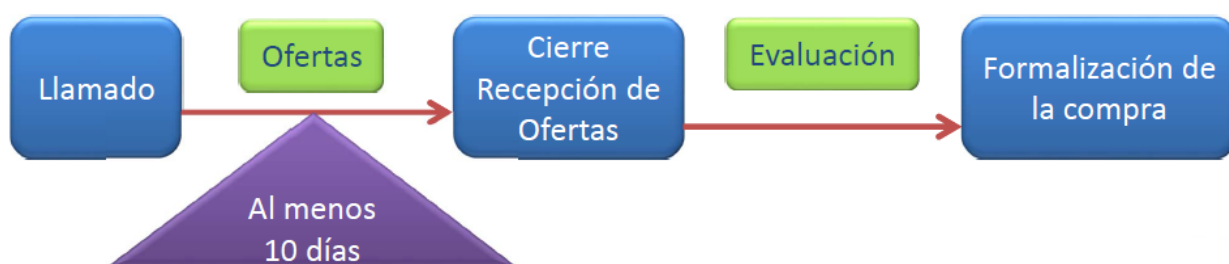 Llamado
Ofertas
Cierre
Recepción de
Ofertas
Evaluación
Formalización de
la compra
Al menos
10 días